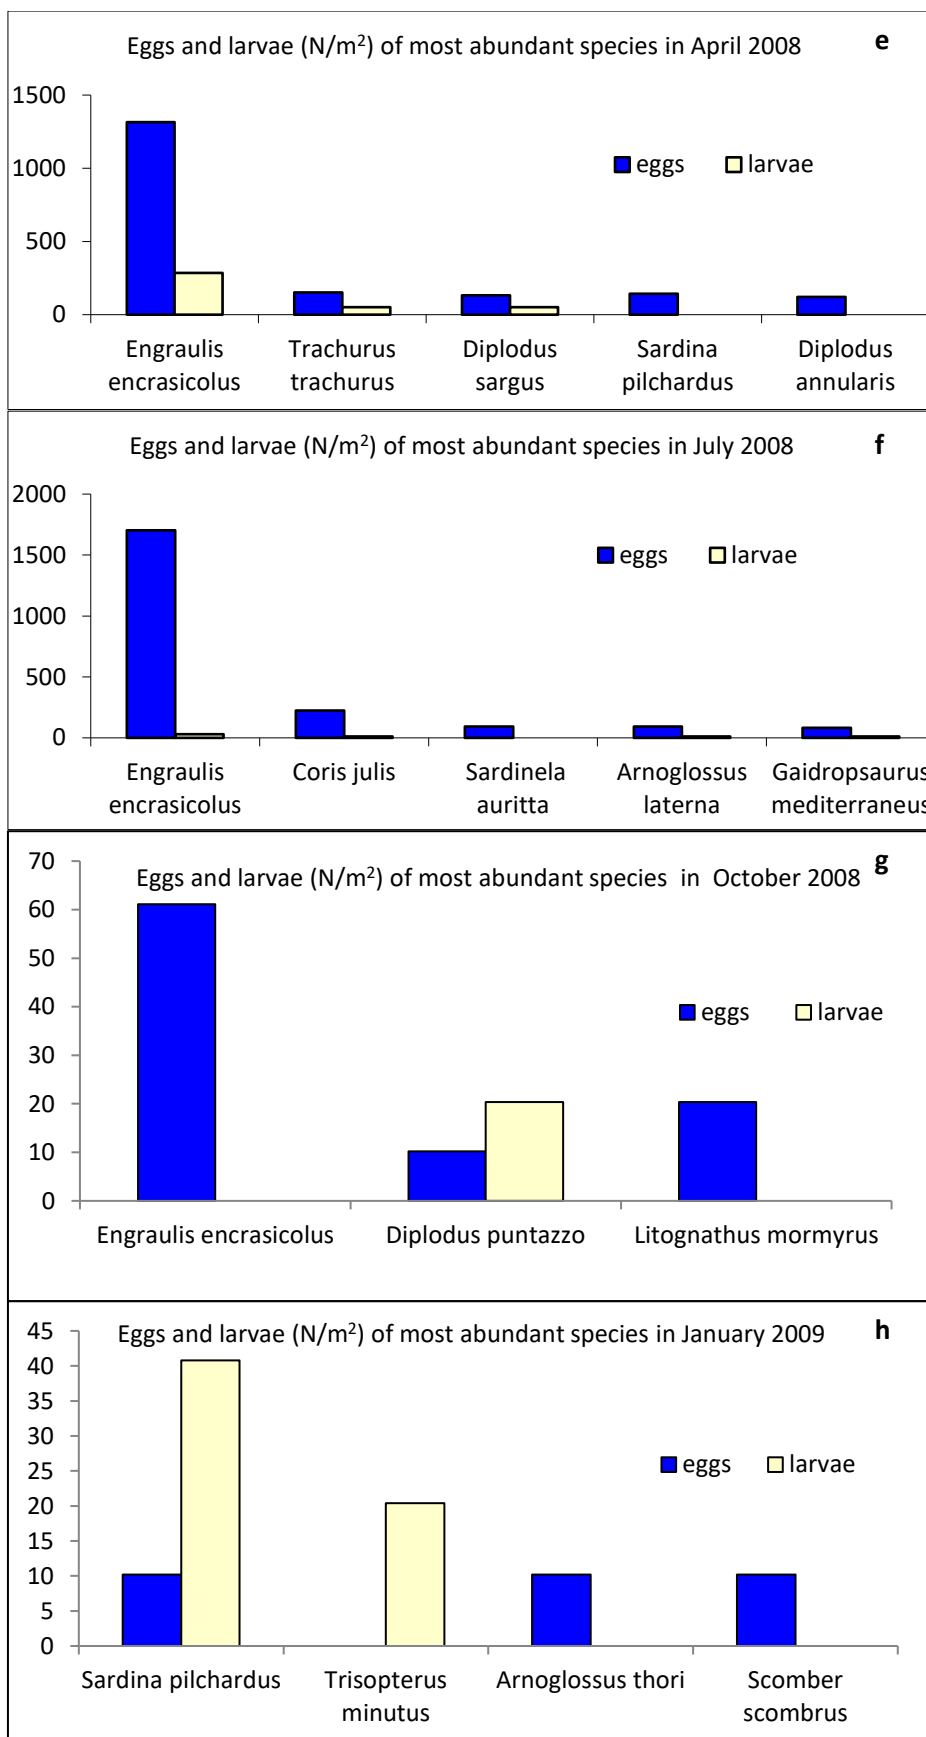 Eggs and larvae (N/m²) of most abundant species in April 2008
e
1500
1000
500
0
eggs
larvae
Engraulis encrasicolus
Trachurus trachurus
Diplodus sargus
Sardina pilchardus
Diplodus annularis
Eggs and larvae (N/m²) of most abundant species in July 2008
f
2000
1500
1000
500
0
eggs
larvae
Engraulis encrasicolus
Coris julis
Sardinela auritta
Arnoglossus laterna
Gaidropsaurus mediterraneus
Eggs and larvae (N/m²) of most abundant species in October 2008
g
70
60
50
40
30
20
10
0
eggs
larvae
Engraulis encrasicolus
Diplodus puntazzo
Litognathus mormyrus
Eggs and larvae (N/m²) of most abundant species in January 2009
h
45
40
35
30
25
20
15
10
5
0
eggs
larvae
Sardina pilchardus
Trisopterus minutus
Arnoglossus thori
Scomber scombrus